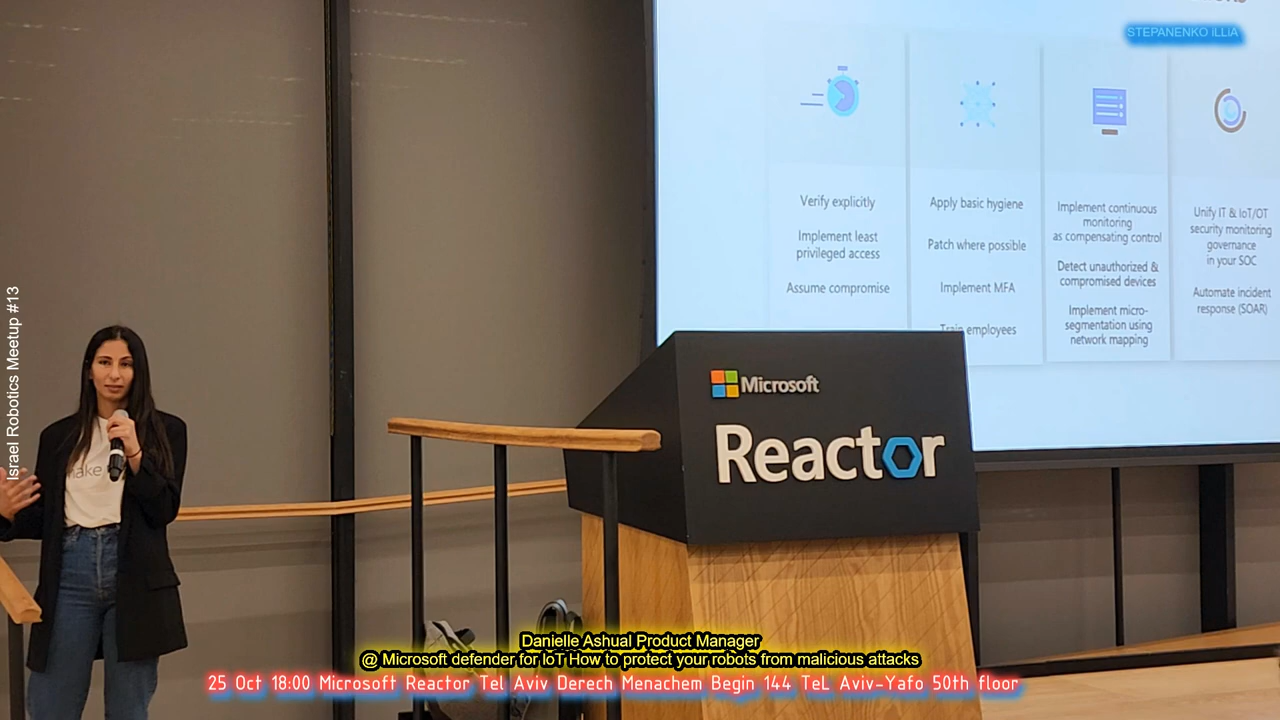 STEPANENKO ILLIA
Verify explicitly
Implement least
privileged access
Assume compromise
Apply basic hygiene
Patch where possible
Implement MFA
Train employees
Implement continuous
monitoring
as compensating control
Detect unauthorized &
compromised devices
Implement micro-
segmentation using
network mapping
Unify IT & IoT/OT
security monitoring
governance
in your SOC
Automate incident
response (SOAR)
Israel Robotics Meetup #13
make
Microsoft
Reactor
Danielle Ashual Product Manager
@ Microsoft defender for IoT How to protect your robots from malicious attacks
25 Oct 18:00 Microsoft Reactor Tel Aviv Derech Menachem Begin 144 TeL Aviv-Yafo 50th floor